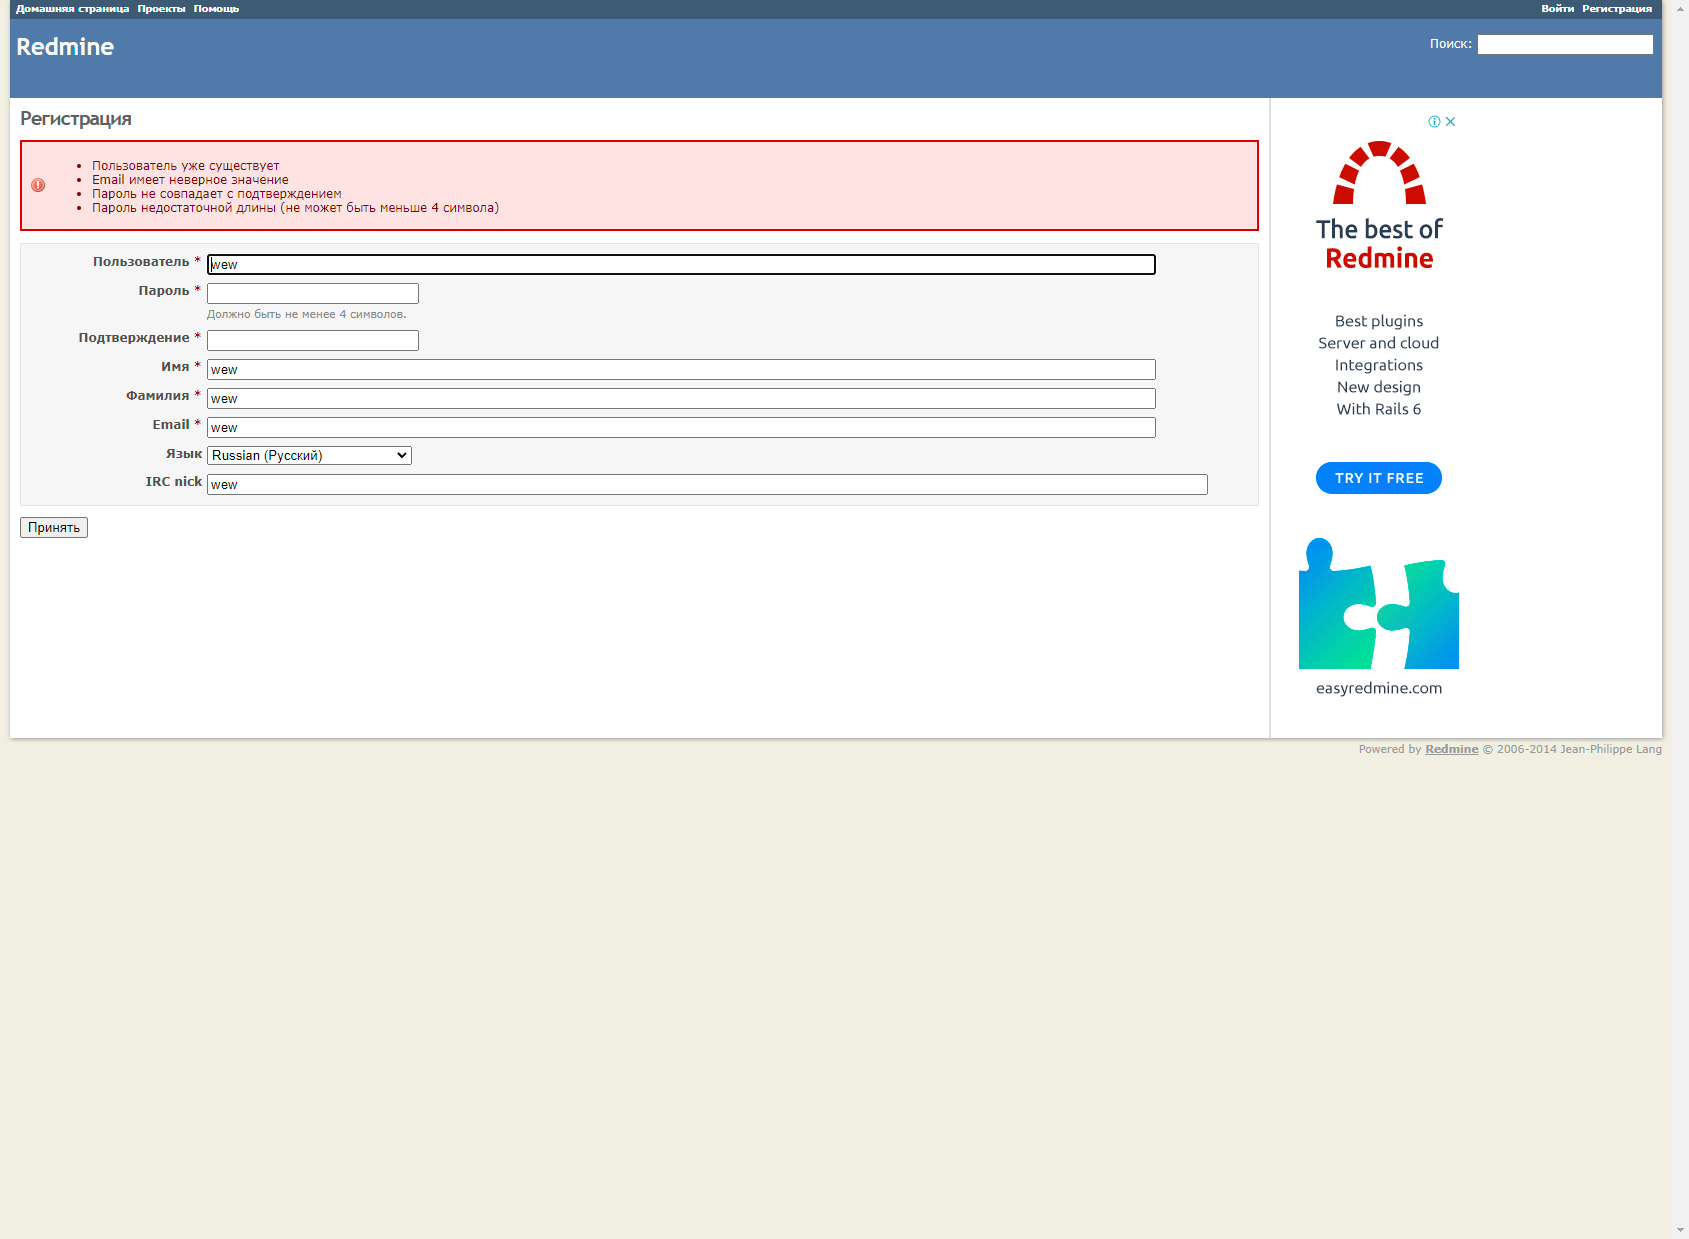 Домашняя страница Проекты Помощь
Войти Регистрация
Redmine
Поиск:
Регистрация
Пользователь уже существует
Email имеет неверное значение
Пароль не совпадает с подтверждением
Пароль недостаточной длины (не может быть меньше 4 символа)
Пользователь * wew
Пароль *
Должно быть не менее 4 символов.
Подтверждение *
Имя * wew
Фамилия * wew
Email * wew
Язык Russian (Русский)
IRC nick wew
Принять
The best of
Redmine
Best plugins
Server and cloud
Integrations
New design
With Rails 6
TRY IT FREE
easyredmine.com
Powered by Redmine © 2006-2014 Jean-Philippe Lang